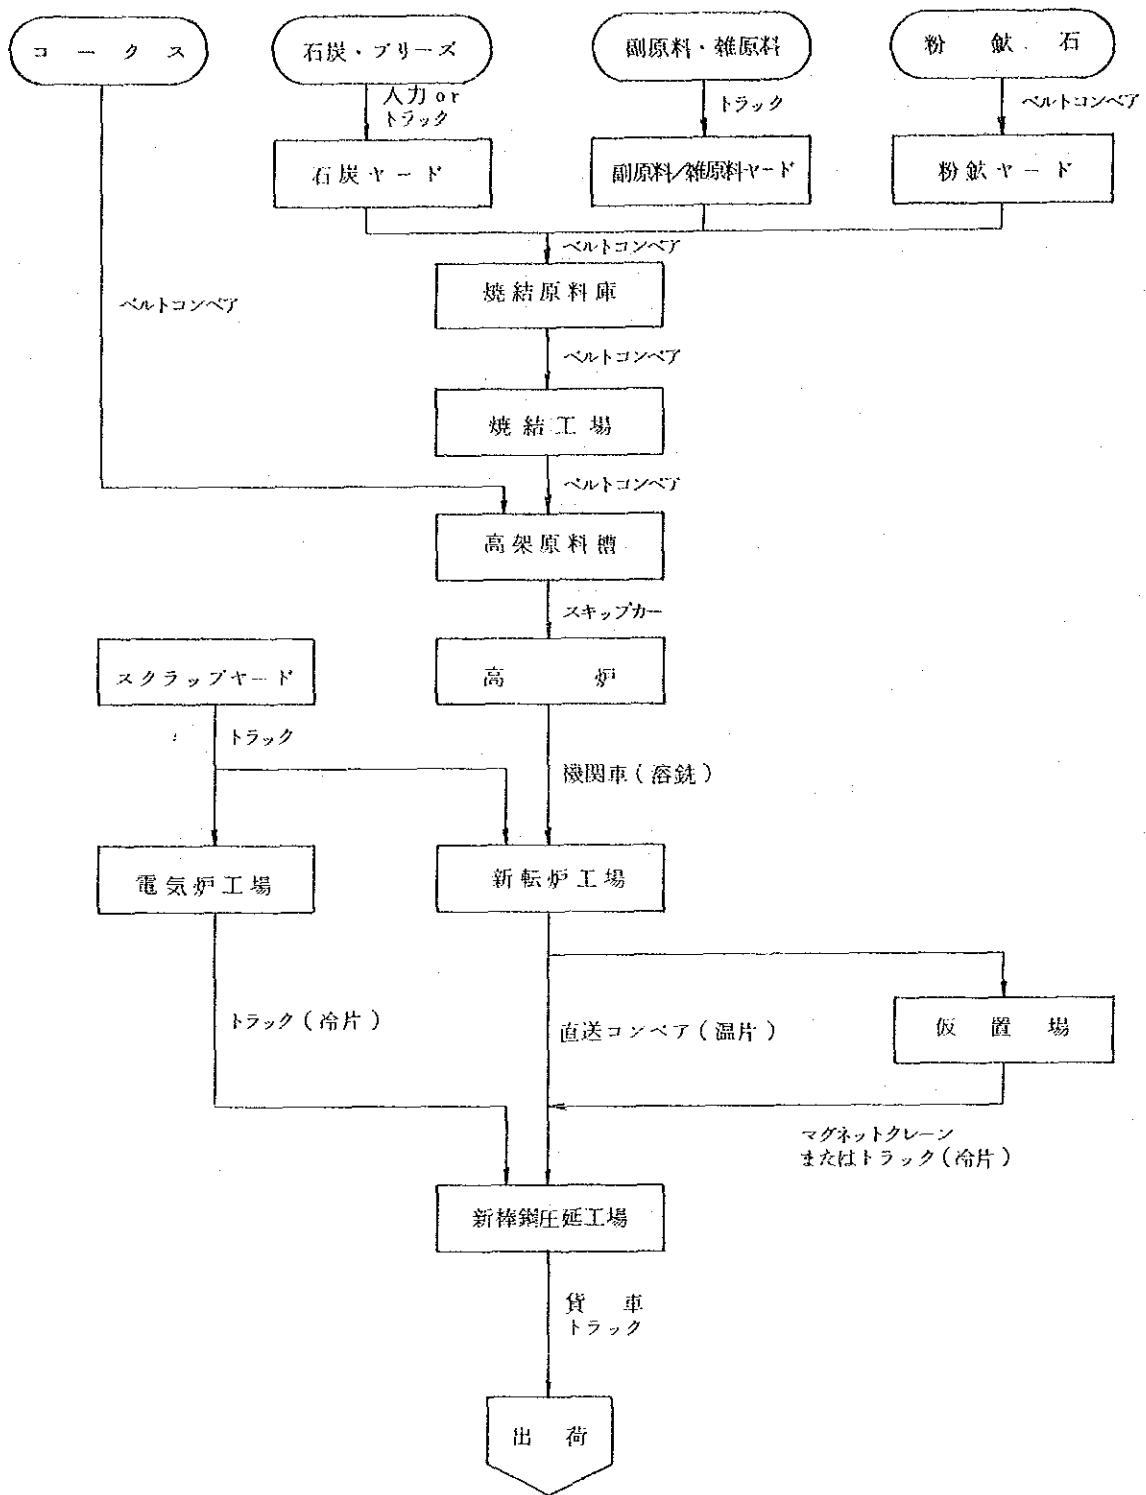 コークス
石炭・ブリーズ
副原料・雑原料
粉鉱石
人力or
トラック
トラック
ベルトコンベア
石炭ヤード
副原料/雑原料ヤード
粉鉱ヤード
ベルトコンベア
焼結原料庫
ベルトコンベア
ベルトコンベア
焼結工場
ベルトコンベア
高架原料槽
スキップカー
スクラップヤード
高炉
トラック
機関車(溶銑)
電気炉工場
新転炉工場
トラック(冷片)
直送コンベア(温片)
仮置場
マグネットクレーン
またはトラック(冷片)
新棒鋼圧延工場
貨車
トラック
出荷